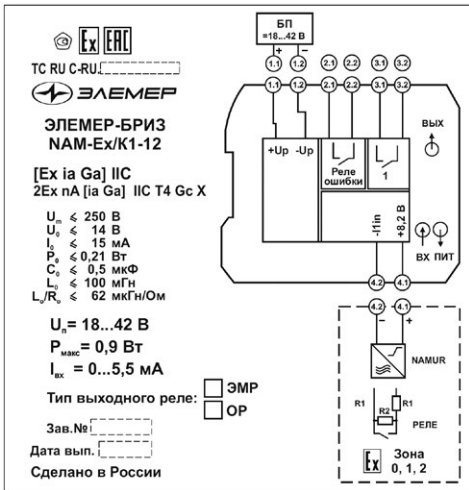 Ex EAC
TC RU C-RU.
ЭЛЕМЕР
ЭЛЕМЕР-БРИЗ
NAM-Ex/К1-12
[Ex ia Ga] IIC
2Ex nA [ia Ga] IIC T4 Gc X
Uₘ ≤ 250 В
U₀ ≤ 14 В
I₀ ≤ 15 мА
P₀ ≤ 0,21 Вт
C₀ ≤ 0,5 мкФ
L₀ ≤ 100 мГн
L₀/R₀ ≤ 62 мкГн/Ом
Uп = 18...42 В
Pмакс = 0,9 Вт
Iвх = 0...5,5 мА
Тип выходного реле: ЭМР
ОР
Зав.№
Дата вып.
Сделано в России
БП
=18...42 В
+ −
1.1 1.2 2.1 2.2 3.1 3.2
1.1 1.2 2.1 2.2 3.1 3.2
+Up -Up
Реле
ошибки
1
ВЫХ
-I1in
+8,2 В
ВХ ПИТ
4.2 4.1
4.2 4.1
− +
NAMUR
R1 R1
R2
РЕЛЕ
Ex Зона
0, 1, 2